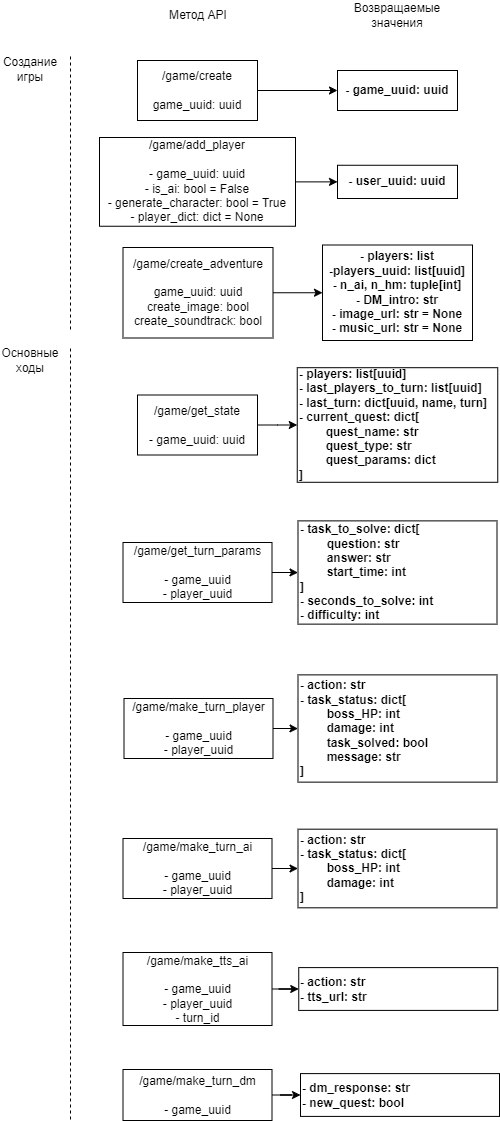 Метод API
Возвращаемые
значения
Создание
игры
/game/create
game_uuid: uuid
- game_uuid: uuid
/game/add_player
- game_uuid: uuid
- is_ai: bool = False
- generate_character: bool = True
- player_dict: dict = None
- user_uuid: uuid
/game/create_adventure
game_uuid: uuid
create_image: bool
create_soundtrack: bool
- players: list
-players_uuid: list[uuid]
- n_ai, n_hm: tuple[int]
- DM_intro: str
- image_url: str = None
- music_url: str = None
Основные
ходы
/game/get_state
- game_uuid: uuid
- players: list[uuid]
- last_players_to_turn: list[uuid]
- last_turn: dict[uuid, name, turn]
- current_quest: dict[
quest_name: str
quest_type: str
quest_params: dict
]
/game/get_turn_params
- game_uuid
- player_uuid
- task_to_solve: dict[
question: str
answer: str
start_time: int
]
- seconds_to_solve: int
- difficulty: int
/game/make_turn_player
- game_uuid
- player_uuid
- action: str
- task_status: dict[
boss_HP: int
damage: int
task_solved: bool
message: str
]
/game/make_turn_ai
- game_uuid
- player_uuid
- action: str
- task_status: dict[
boss_HP: int
damage: int
]
/game/make_tts_ai
- game_uuid
- player_uuid
- turn_id
- action: str
- tts_url: str
/game/make_turn_dm
- game_uuid
- dm_response: str
- new_quest: bool